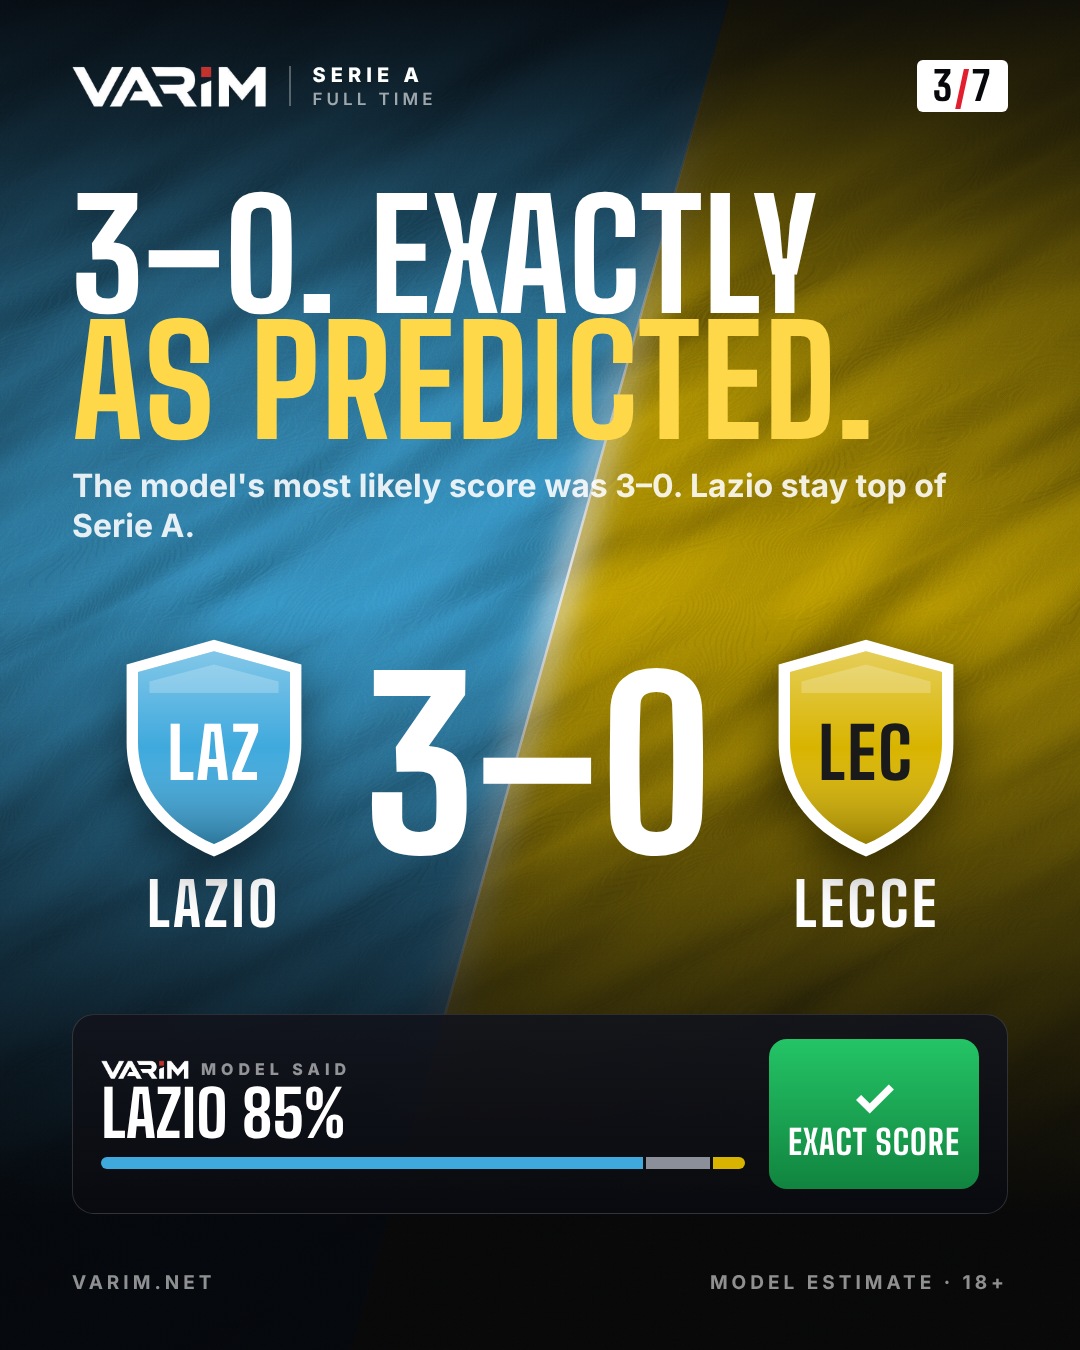 VARiM
SERIE A
FULL TIME
3/7
3–0. EXACTLY
AS PREDICTED.
The model's most likely score was 3–0. Lazio stay top of
Serie A.
LAZ
3–0
LEC
LAZIO
LECCE
VARiM MODEL SAID
LAZIO 85%
EXACT SCORE
VARIM.NET
MODEL ESTIMATE · 18+